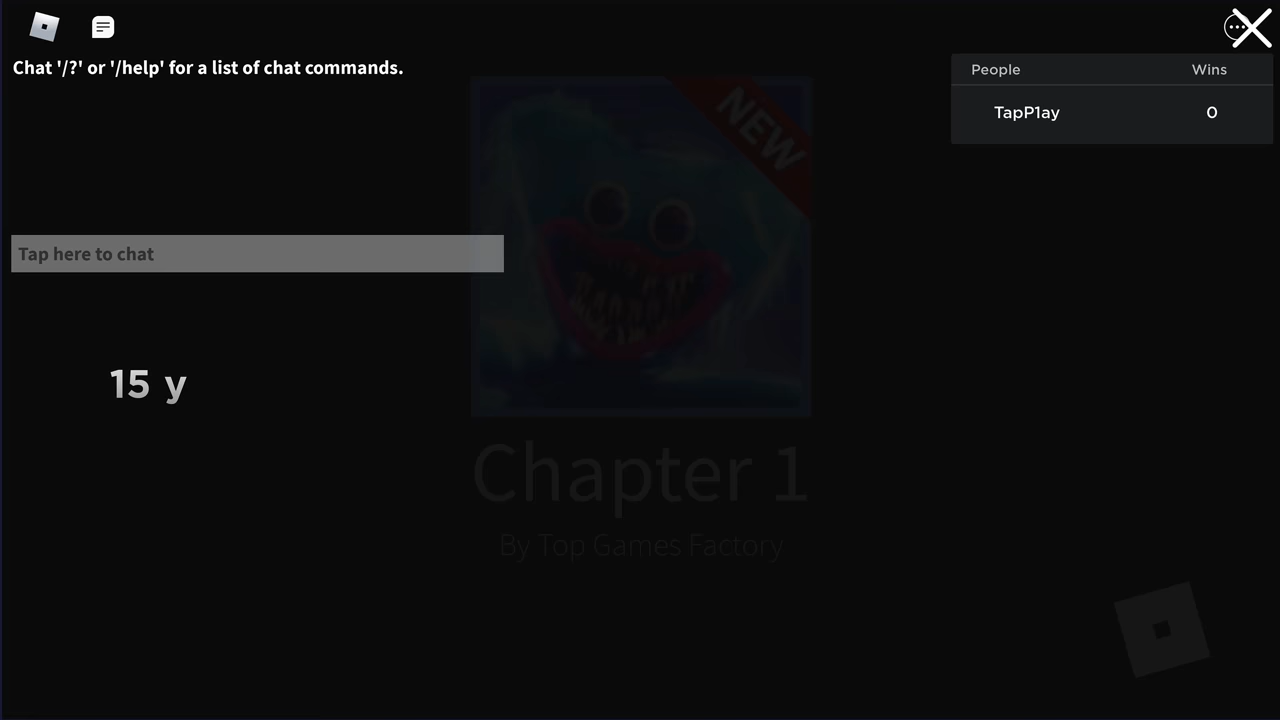 Chat '/?' or '/help' for a list of chat commands.
People Wins
TapP1ay 0
NEW
Tap here to chat
15 y
Chapter 1
By Top Games Factory